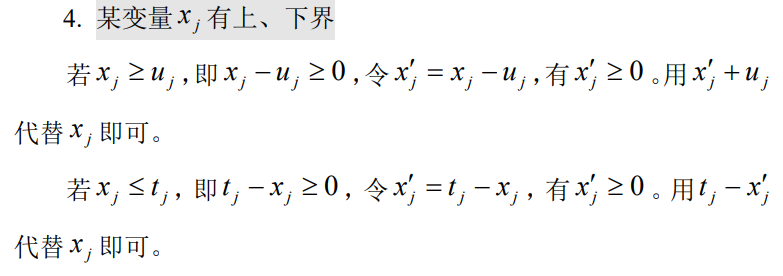 4. 某变量 x_j 有上、下界
若 x_j ≥ u_j ,即 x_j − u_j ≥ 0 ,令 x′_j = x_j − u_j ,有 x′_j ≥ 0 。用 x′_j + u_j
代替 x_j 即可。
若 x_j ≤ t_j ，即 t_j − x_j ≥ 0 ，令 x′_j = t_j − x_j ，有 x′_j ≥ 0 。用 t_j − x′_j
代替 x_j 即可。